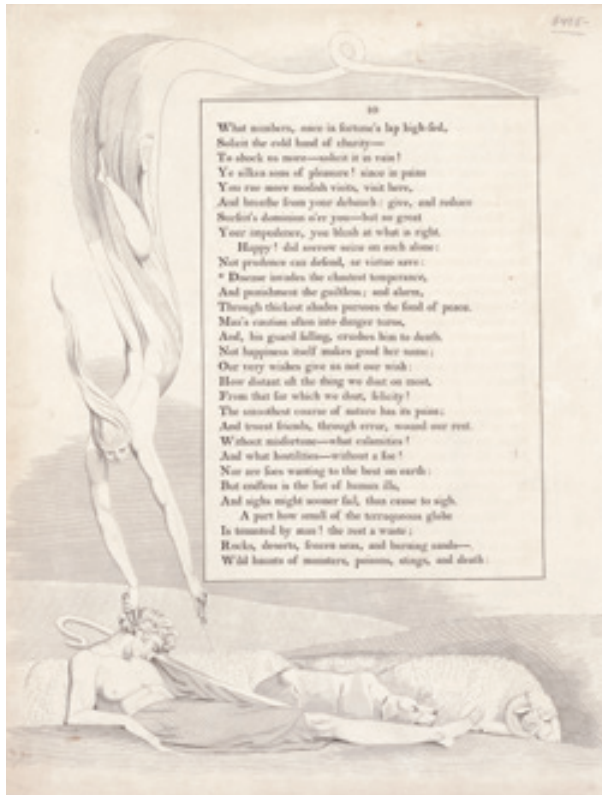 10
What numbers, once in fortune's lap high-fed,
Solicit the cold hand of charity—
To shock us more—solicit it in vain!
Ye silken sons of pleasure! since in pains
You rue more modish visits, visit here,
And breathe from your debauch: give, and reduce
Surfeit's dominion o'er you—but so great
Your impudence, you blush at what is right.
Happy! did sorrow seize on such alone:
Not prudence can defend, or virtue save:
* Disease invades the chastest temperance,
And punishment the guiltless; and alarm,
Through thickest shades pursues the fond of peace.
Man's caution often into danger turns,
And, his guard falling, crushes him to death.
Not happiness itself makes good her name;
Our very wishes give us not our wish:
How distant oft the thing we doat on most,
From that for which we doat, felicity!
The smoothest course of nature has its pains;
And truest friends, through error, wound our rest.
Without misfortune—what calamities!
And what hostilities—without a foe!
Nor are foes wanting to the best on earth:
But endless is the list of human ills,
And sighs might sooner fail, than cause to sigh.
A part how small of the terraqueous globe
Is tenanted by man! the rest a waste;
Rocks, deserts, frozen seas, and burning sands—
Wild haunts of monsters, poisons, stings, and death: